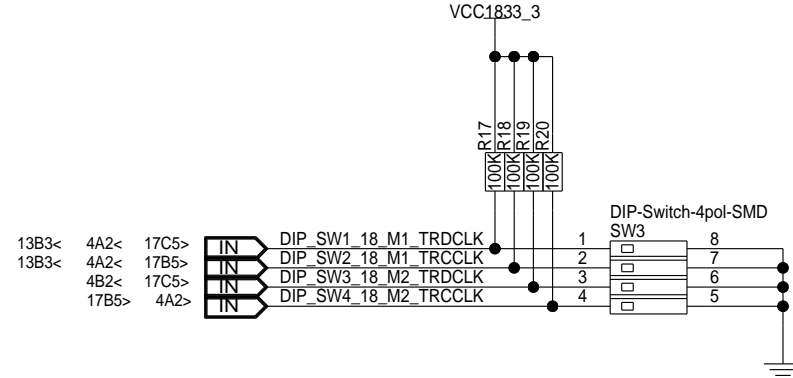 VCC1833_3
R17
R18
R19
R20
100K
100K
100K
100K
DIP-Switch-4pol-SMD
SW3
13B3< 4A2< 17C5> IN DIP_SW1_18_M1_TRDCLK 1 8
13B3< 4A2< 17B5> IN DIP_SW2_18_M1_TRCCLK 2 7
4B2< 17C5> IN DIP_SW3_18_M2_TRDCLK 3 6
17B5> 4A2> IN DIP_SW4_18_M2_TRCCLK 4 5